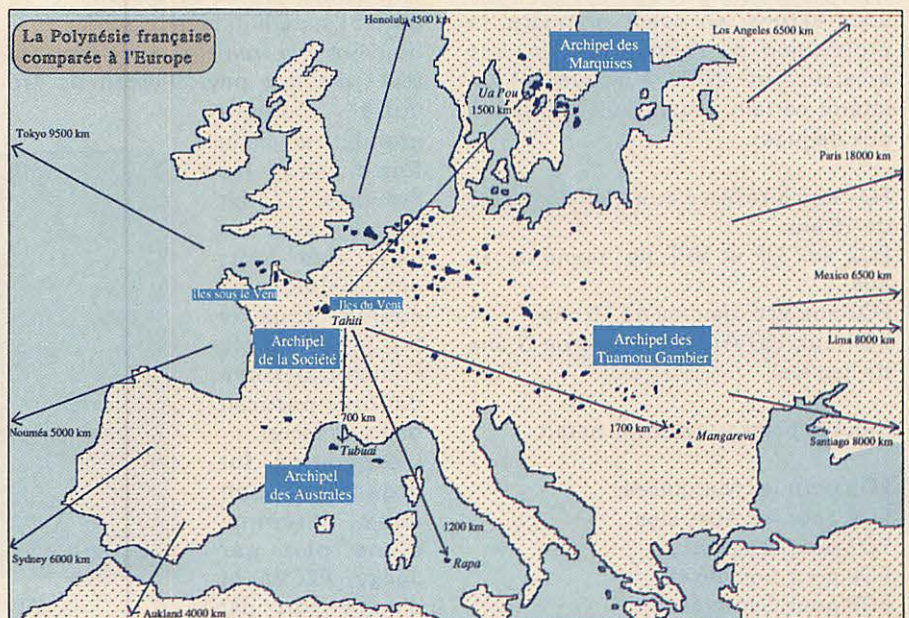 La Polynésie française
comparée à l'Europe
Honolulu 4500 km
Los Angeles 6500 km
Archipel des
Marquises
Ua Pou
1500 km
Tokyo 9500 km
Paris 18000 km
Mexico 6500 km
Iles sous le Vent
Iles du Vent
Tahiti
Lima 8000 km
Archipel
de la Société
Archipel des
Tuamotu Gambier
700 km
Nouméa 5000 km
1700 km
Mangareva
Santiago 8000 km
Tubuai
Archipel
des Australes
1200 km
Rapa
Sydney 6000 km
Aukland 4000 km